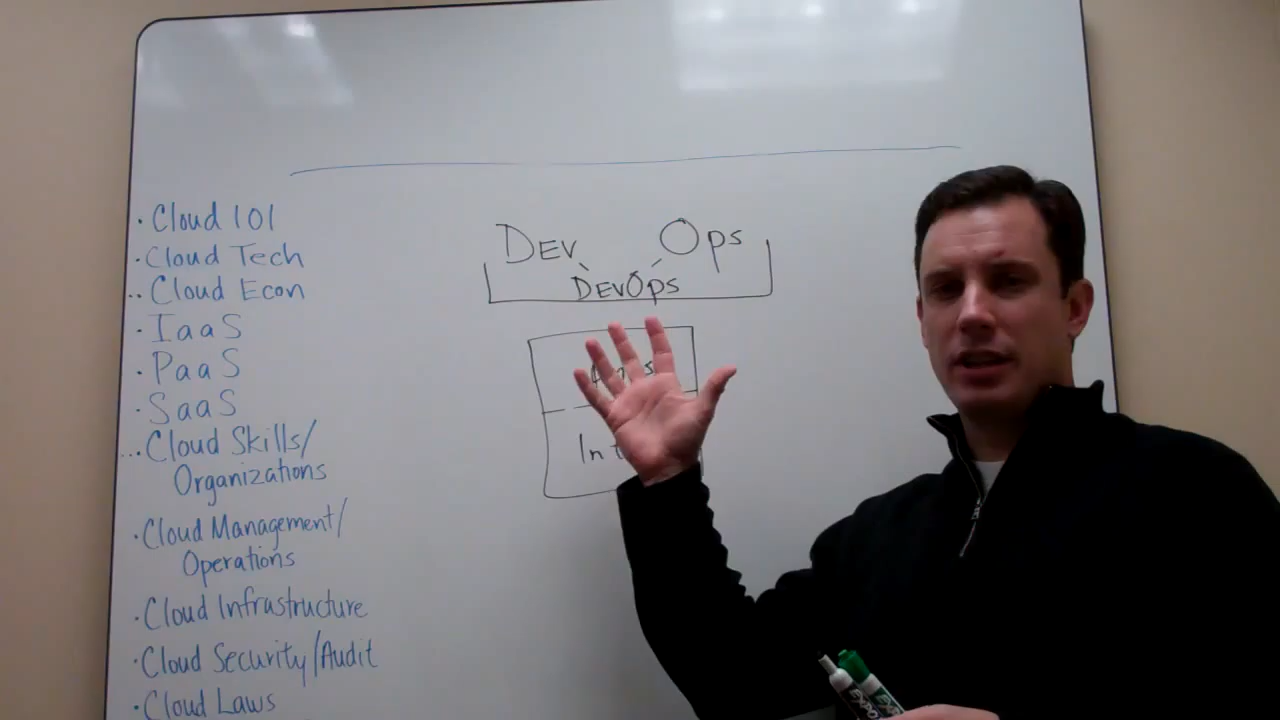 · Cloud 101
· Cloud Tech
·· Cloud Econ
· IaaS
· PaaS
· SaaS
··· Cloud Skills/
Organizations
· Cloud Management/
Operations
· Cloud Infrastructure
· Cloud Security/Audit
· Cloud Laws
Dev Ops
DevOps